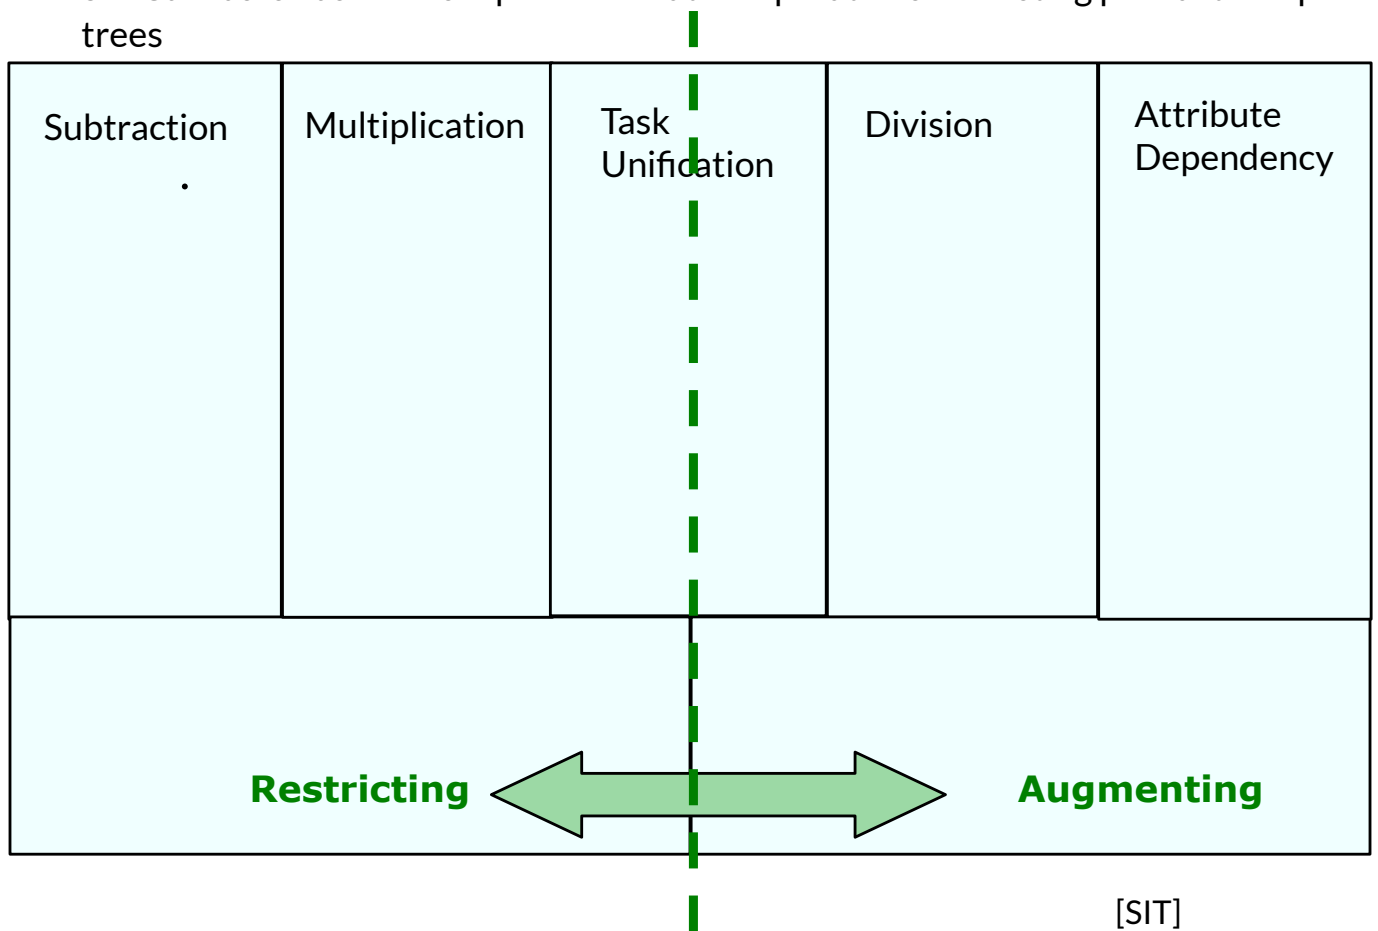 trees
Subtraction
Multiplication
Task
Unification
Division
Attribute
Dependency
.
Restricting
Augmenting
[SIT]